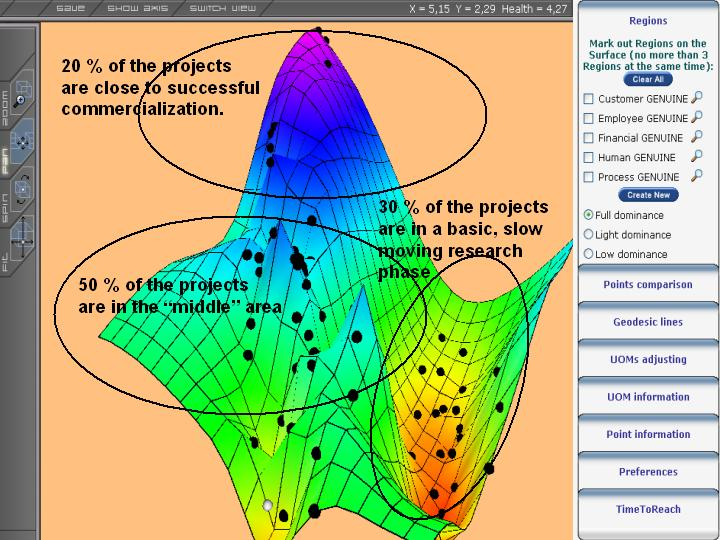 SAVE
SHOW AXIS
SWITCH VIEW
X = 5,15 Y = 2,29 Health = 4,27
ZOOM
PAN
SPIN
FIT
20 % of the projects
are close to successful
commercialization.
30 % of the projects
are in a basic, slow
moving research
phase
50 % of the projects
are in the “middle” area
Regions
Mark out Regions on the
Surface (no more than 3
Regions at the same time):
Clear All
Customer GENUINE
Employee GENUINE
Financial GENUINE
Human GENUINE
Process GENUINE
Create New
Full dominance
Light dominance
Low dominance
Points comparison
Geodesic lines
UOMs adjusting
UOM information
Point information
Preferences
TimeToReach